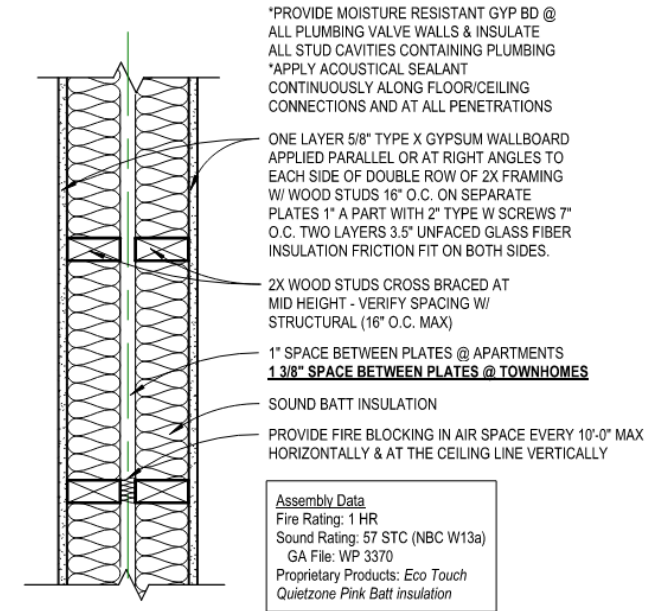 *PROVIDE MOISTURE RESISTANT GYP BD @
ALL PLUMBING VALVE WALLS & INSULATE
ALL STUD CAVITIES CONTAINING PLUMBING
*APPLY ACOUSTICAL SEALANT
CONTINUOUSLY ALONG FLOOR/CEILING
CONNECTIONS AND AT ALL PENETRATIONS
ONE LAYER 5/8" TYPE X GYPSUM WALLBOARD
APPLIED PARALLEL OR AT RIGHT ANGLES TO
EACH SIDE OF DOUBLE ROW OF 2X FRAMING
W/ WOOD STUDS 16" O.C. ON SEPARATE
PLATES 1" A PART WITH 2" TYPE W SCREWS 7"
O.C. TWO LAYERS 3.5" UNFACED GLASS FIBER
INSULATION FRICTION FIT ON BOTH SIDES.
2X WOOD STUDS CROSS BRACED AT
MID HEIGHT - VERIFY SPACING W/
STRUCTURAL (16" O.C. MAX)
1" SPACE BETWEEN PLATES @ APARTMENTS
1 3/8" SPACE BETWEEN PLATES @ TOWNHOMES
SOUND BATT INSULATION
PROVIDE FIRE BLOCKING IN AIR SPACE EVERY 10'-0" MAX
HORIZONTALLY & AT THE CEILING LINE VERTICALLY
Assembly Data
Fire Rating: 1 HR
Sound Rating: 57 STC (NBC W13a)
GA File: WP 3370
Proprietary Products: Eco Touch
Quietzone Pink Batt insulation